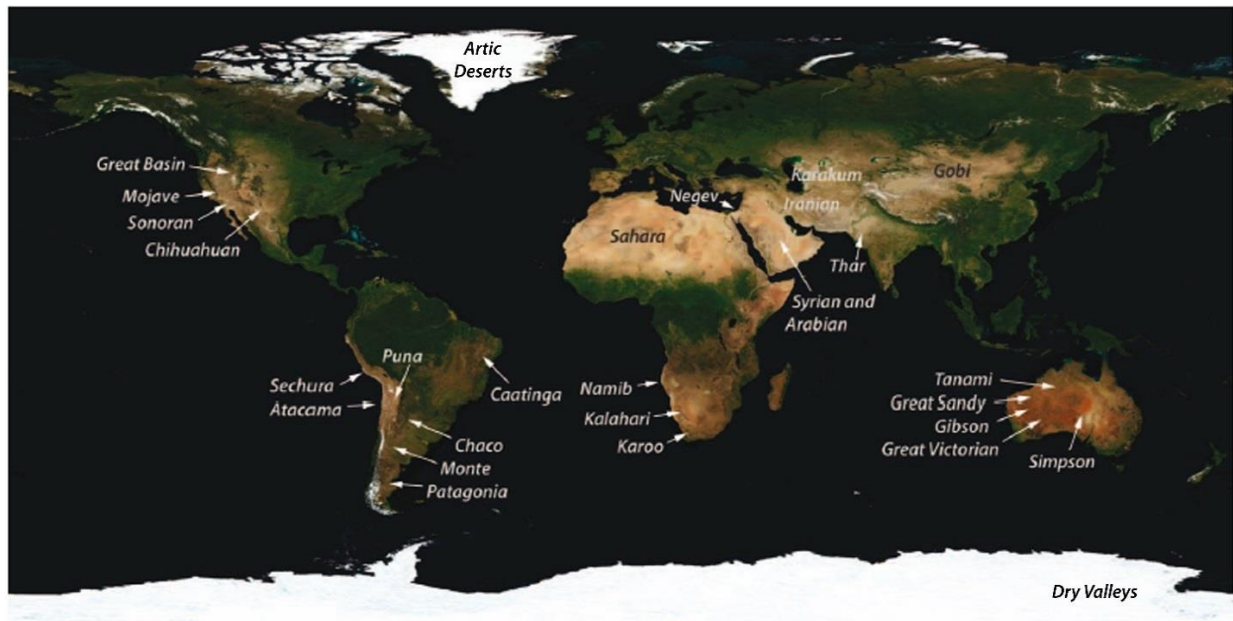 Artic
Deserts
Great Basin
Mojave
Sonoran
Chihuahuan
Negev
Karakum
Gobi
Iranian
Sahara
Thar
Syrian and
Arabian
Puna
Sechura
Atacama
Caatinga
Chaco
Monte
Patagonia
Namib
Kalahari
Karoo
Tanami
Great Sandy
Gibson
Great Victorian
Simpson
Dry Valleys